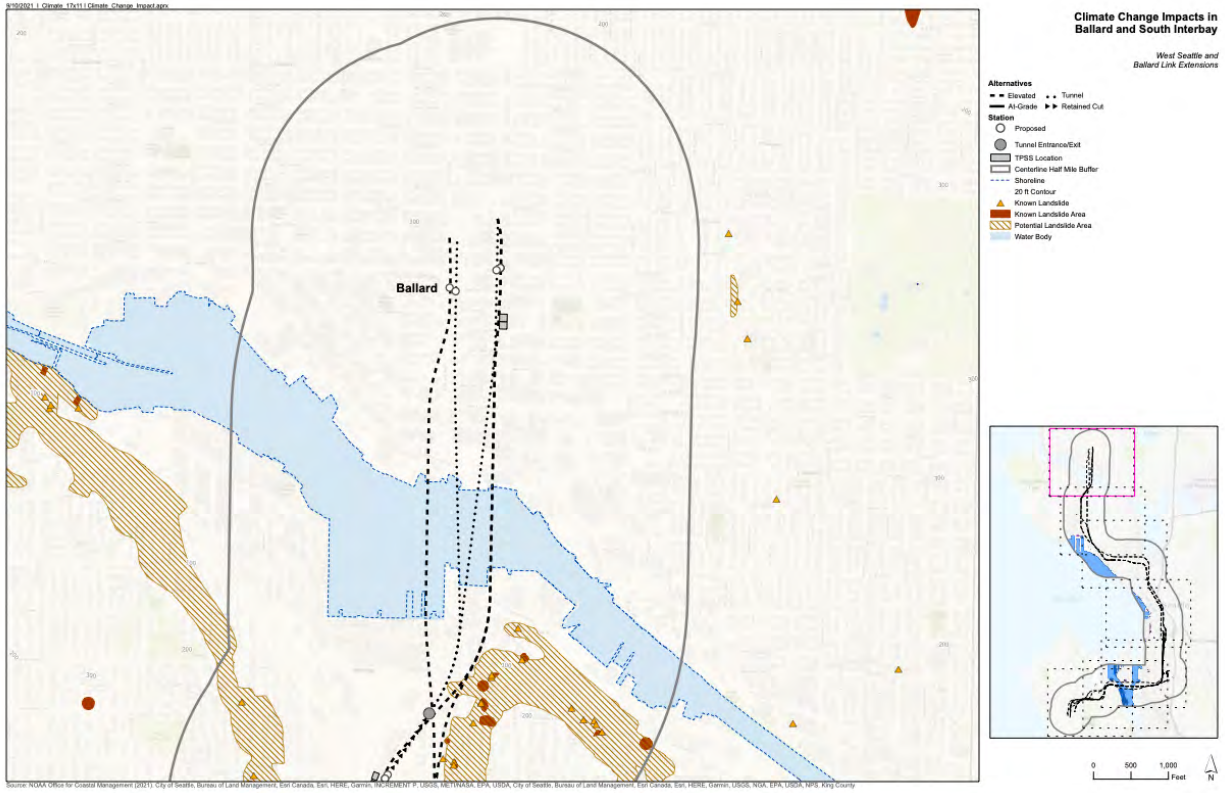 9/10/2021 | Climate_17x11 | Climate_Change_Impact.aprx
Climate Change Impacts in
Ballard and South Interbay
West Seattle and
Ballard Link Extensions
Alternatives
Elevated
Tunnel
At-Grade
Retained Cut
Station
Proposed
Tunnel Entrance/Exit
TPSS Location
Centerline Half Mile Buffer
Shoreline
20 ft Contour
Known Landslide
Known Landslide Area
Potential Landslide Area
Water Body
Ballard
0 500 1,000
Feet
N
Source: NOAA Office for Coastal Management (2021). City of Seattle, Bureau of Land Management, Esri Canada, Esri, HERE, Garmin, INCREMENT P, USGS, METI/NASA, EPA, USDA, City of Seattle, Bureau of Land Management, Esri Canada, Esri, HERE, Garmin, USGS, NGA, EPA, USDA, NPS, King County